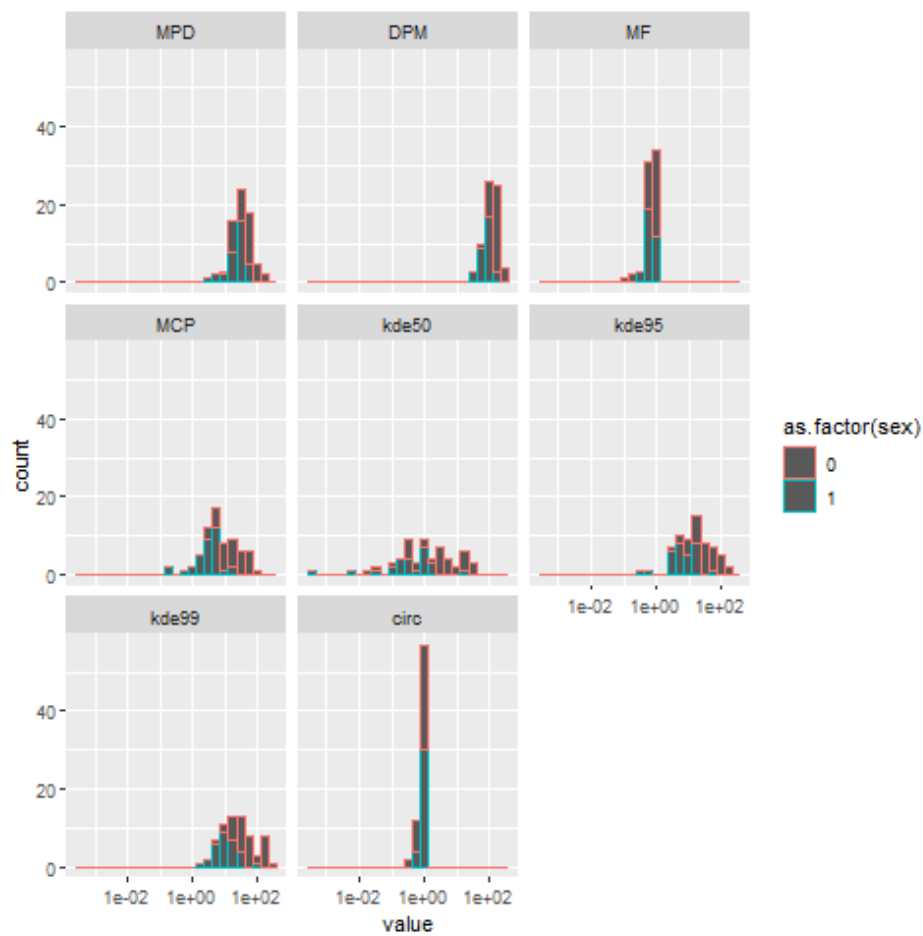 MPD
DPM
MF
40
20
0
MCP
kde50
kde95
count
40
20
0
as.factor(sex)
0
1
1e-02
1e+00
1e+02
kde99
circ
40
20
0
1e-02
1e+00
1e+02
1e-02
1e+00
1e+02
value